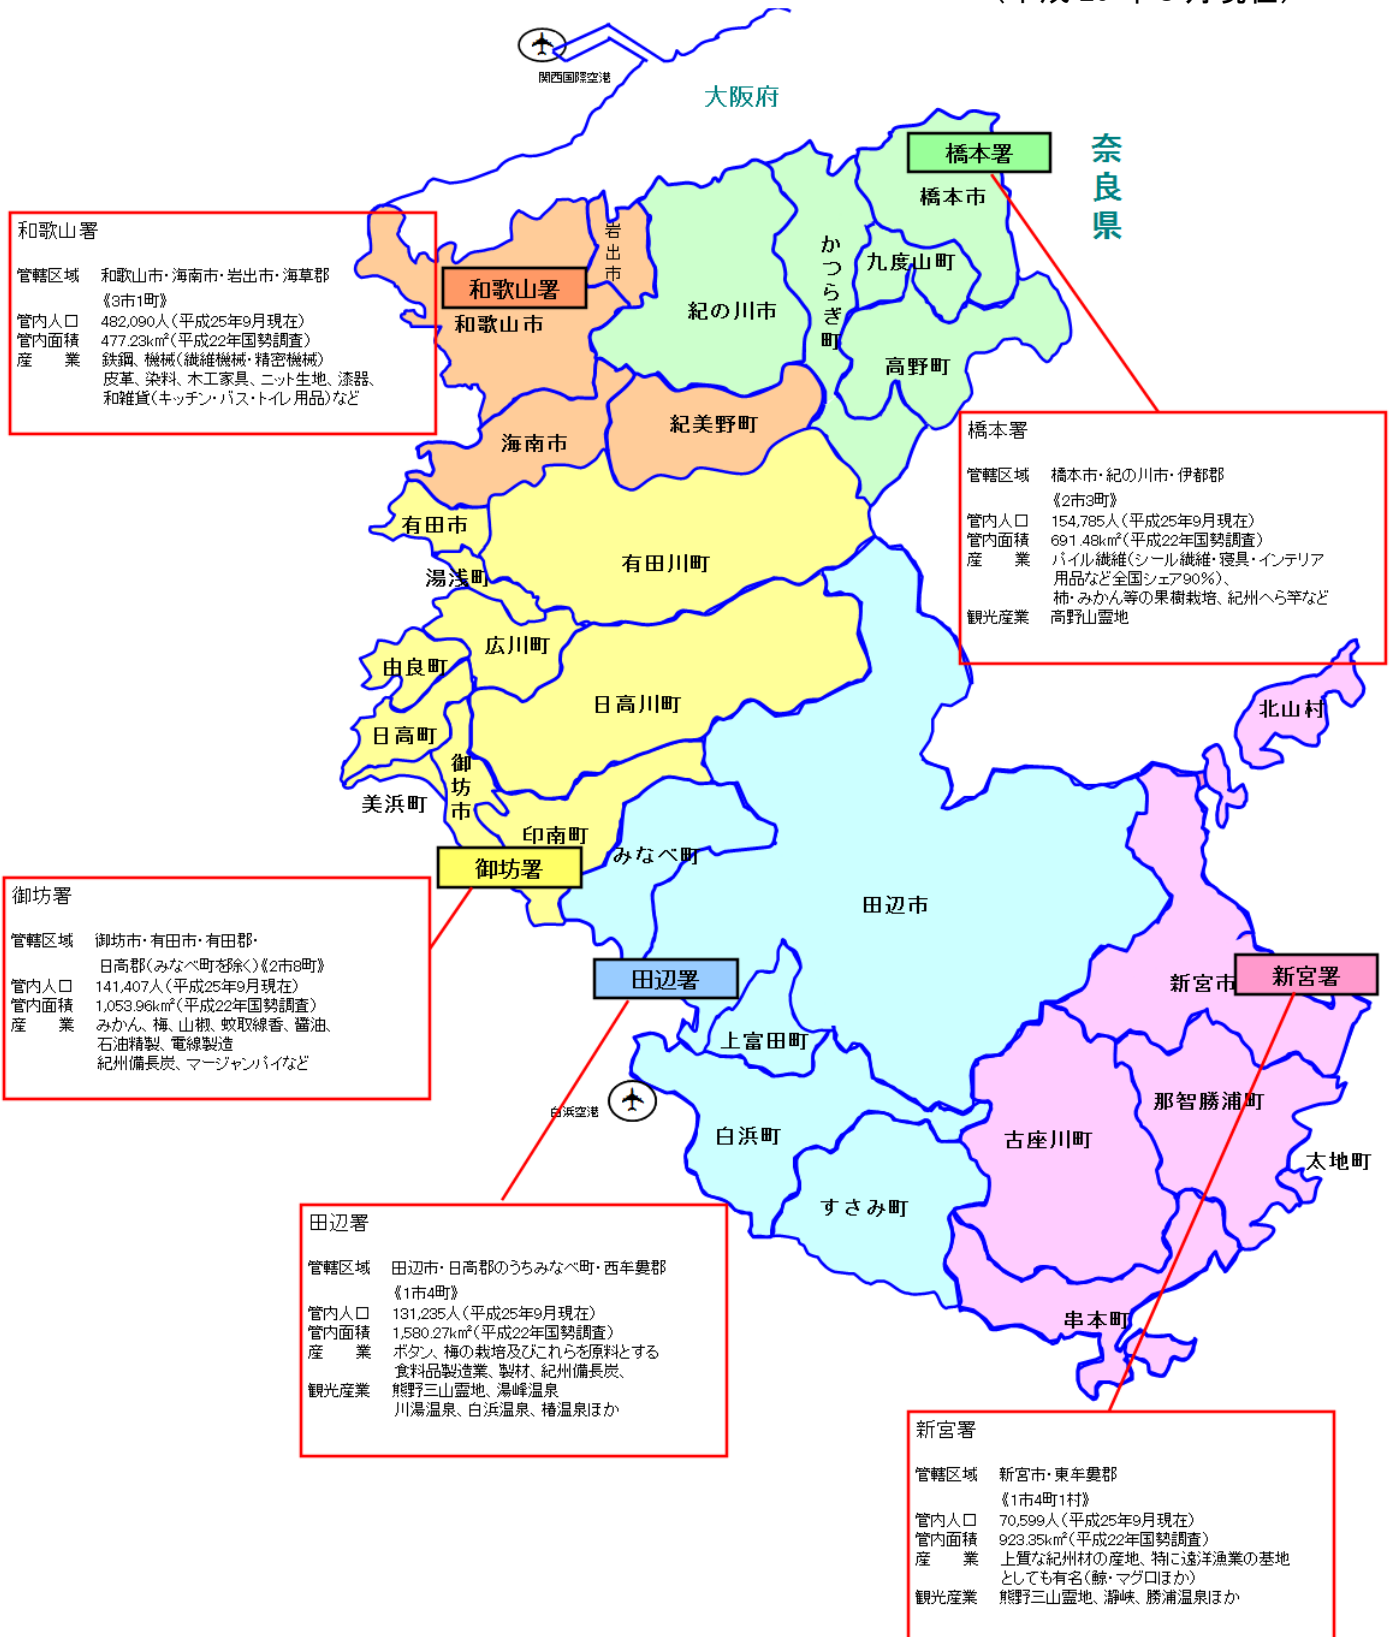 関西国際空港
大阪府
奈良県
橋本署
橋本市
岩出市
かつらぎ町
九度山町
和歌山署
和歌山市
紀の川市
高野町
紀美野町
海南市
有田市
有田川町
湯浅町
広川町
由良町
日高川町
日高町
御坊市
美浜町
印南町
みなべ町
御坊署
北山村
田辺市
田辺署
新宮市
新宮署
上富田町
白浜空港
白浜町
古座川町
那智勝浦町
太地町
すさみ町
串本町
和歌山署
管轄区域 和歌山市・海南市・岩出市・海草郡
《3市1町》
管内人口 482,090人(平成25年9月現在)
管内面積 477.23km²(平成22年国勢調査)
産業 鉄鋼、機械(繊維機械・精密機械)
皮革、染料、木工家具、ニット生地、漆器、
和雑貨(キッチン・バス・トイレ用品)など
橋本署
管轄区域 橋本市・紀の川市・伊都郡
《2市3町》
管内人口 154,785人(平成25年9月現在)
管内面積 691.48km²(平成22年国勢調査)
産業 パイル繊維(シール繊維・寝具・インテリア
用品など全国シェア90%)、
柿・みかん等の果樹栽培、紀州へら竿など
観光産業 高野山霊地
御坊署
管轄区域 御坊市・有田市・有田郡・
日高郡(みなべ町を除く)《2市8町》
管内人口 141,407人(平成25年9月現在)
管内面積 1,053.96km²(平成22年国勢調査)
産業 みかん、梅、山椒、蚊取線香、醤油、
石油精製、電線製造
紀州備長炭、マージャンパイなど
田辺署
管轄区域 田辺市・日高郡のうちみなべ町・西牟婁郡
《1市4町》
管内人口 131,235人(平成25年9月現在)
管内面積 1,580.27km²(平成22年国勢調査)
産業 ボタン、梅の栽培及びこれらを原料とする
食料品製造業、製材、紀州備長炭、
観光産業 熊野三山霊地、湯峰温泉
川湯温泉、白浜温泉、椿温泉ほか
新宮署
管轄区域 新宮市・東牟婁郡
《1市4町1村》
管内人口 70,599人(平成25年9月現在)
管内面積 923.35km²(平成22年国勢調査)
産業 上質な紀州材の産地、特に遠洋漁業の基地
としても有名(鯨・マグロほか)
観光産業 熊野三山霊地、瀞峡、勝浦温泉ほか